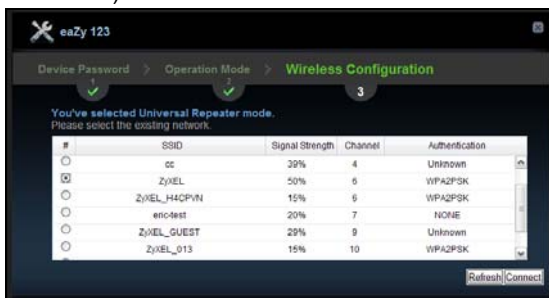 eaZy 123
Device Password > Operation Mode > Wireless Configuration
1 2 3
You've selected Universal Repeater mode.
Please select the existing network.
# SSID Signal Strength Channel Authentication
cc 39% 4 Unknown
ZyXEL 50% 6 WPA2PSK
ZyXEL_H4CPVN 15% 6 WPA2PSK
eric-test 20% 7 NONE
ZyXEL_GUEST 29% 9 Unknown
ZyXEL_013 15% 10 WPA2PSK
Refresh Connect